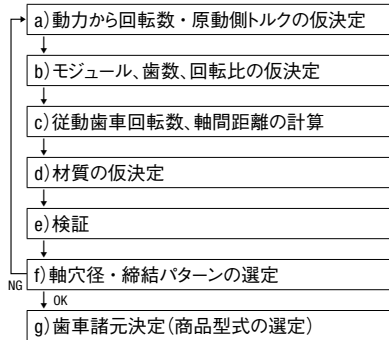 a)動力から回転数・原動側トルクの仮決定
b)モジュール、歯数、回転比の仮決定
c)従動歯車回転数、軸間距離の計算
d)材質の仮決定
e)検証
f)軸穴径・締結パターンの選定
NG
OK
g)歯車諸元決定(商品型式の選定)